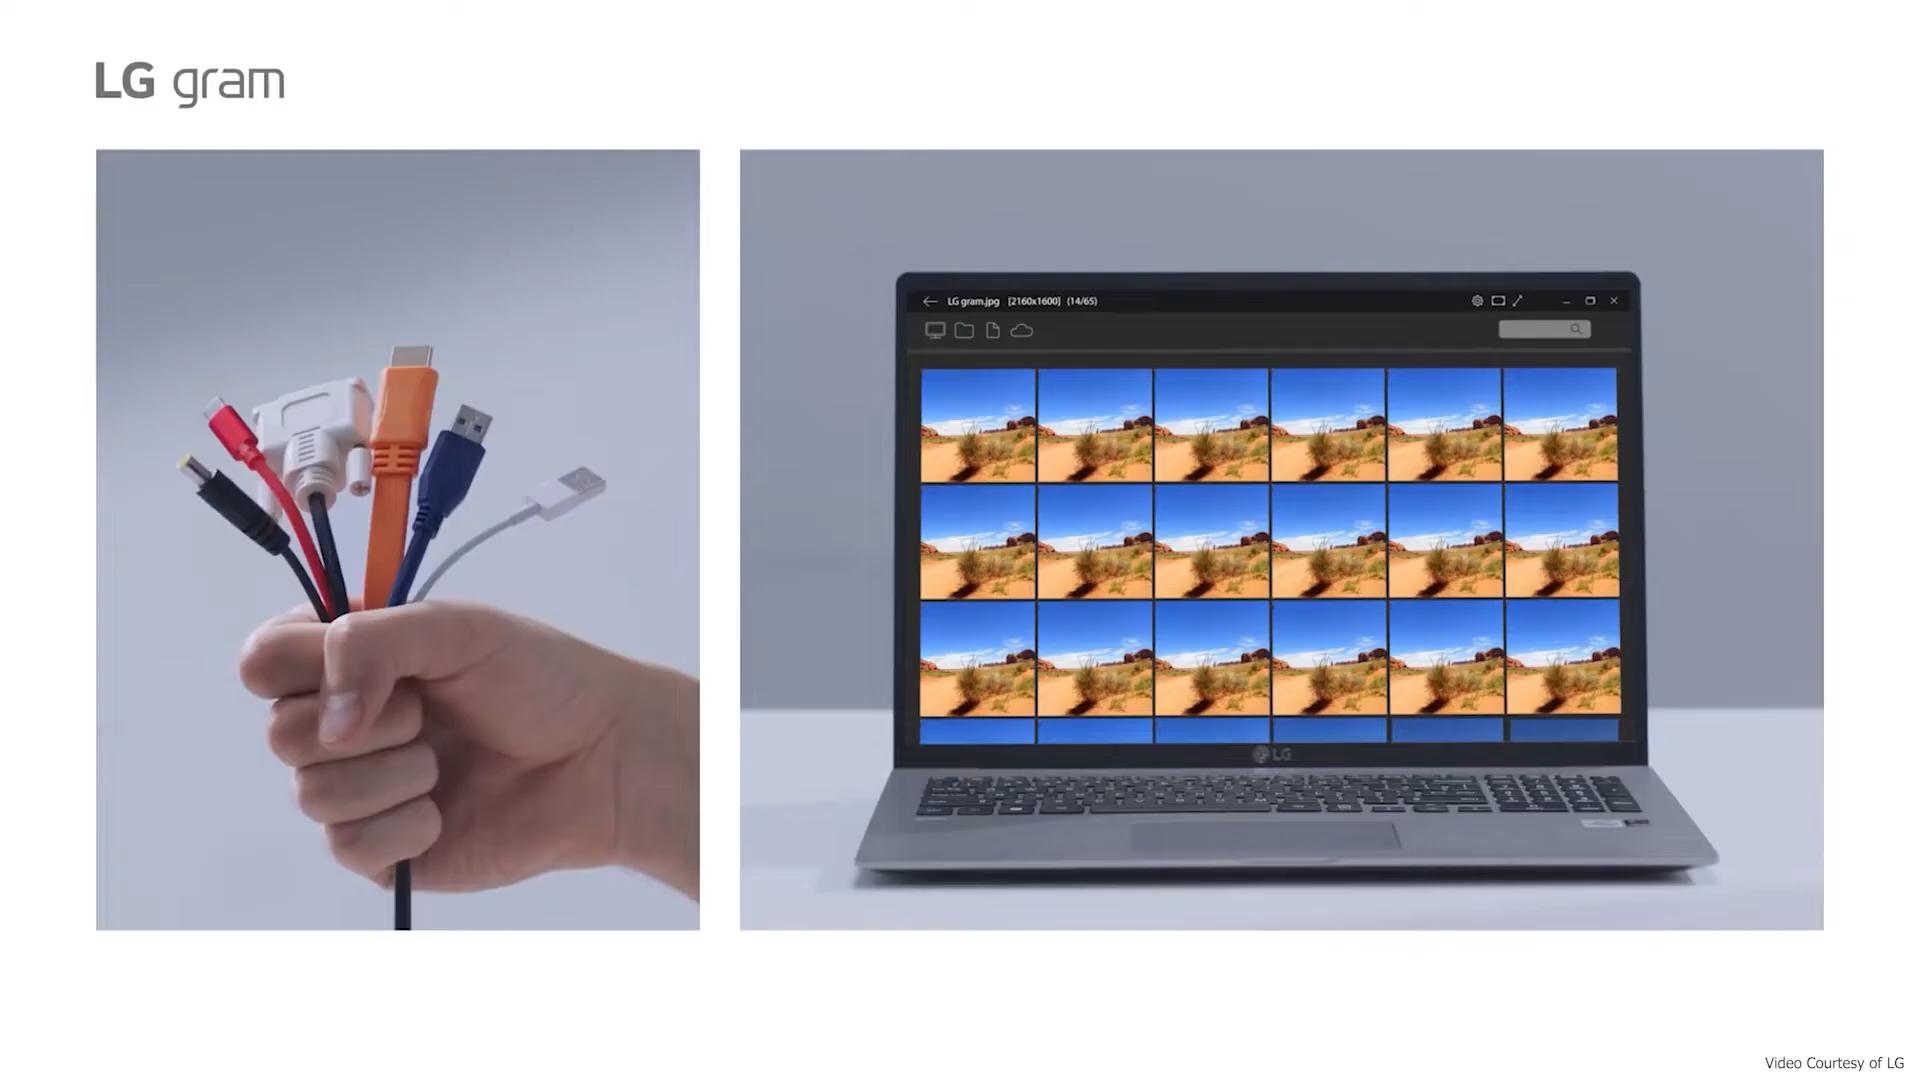 LG gram
LG gram.jpg [2160x1600] (14/65)
LG
Video Courtesy of LG